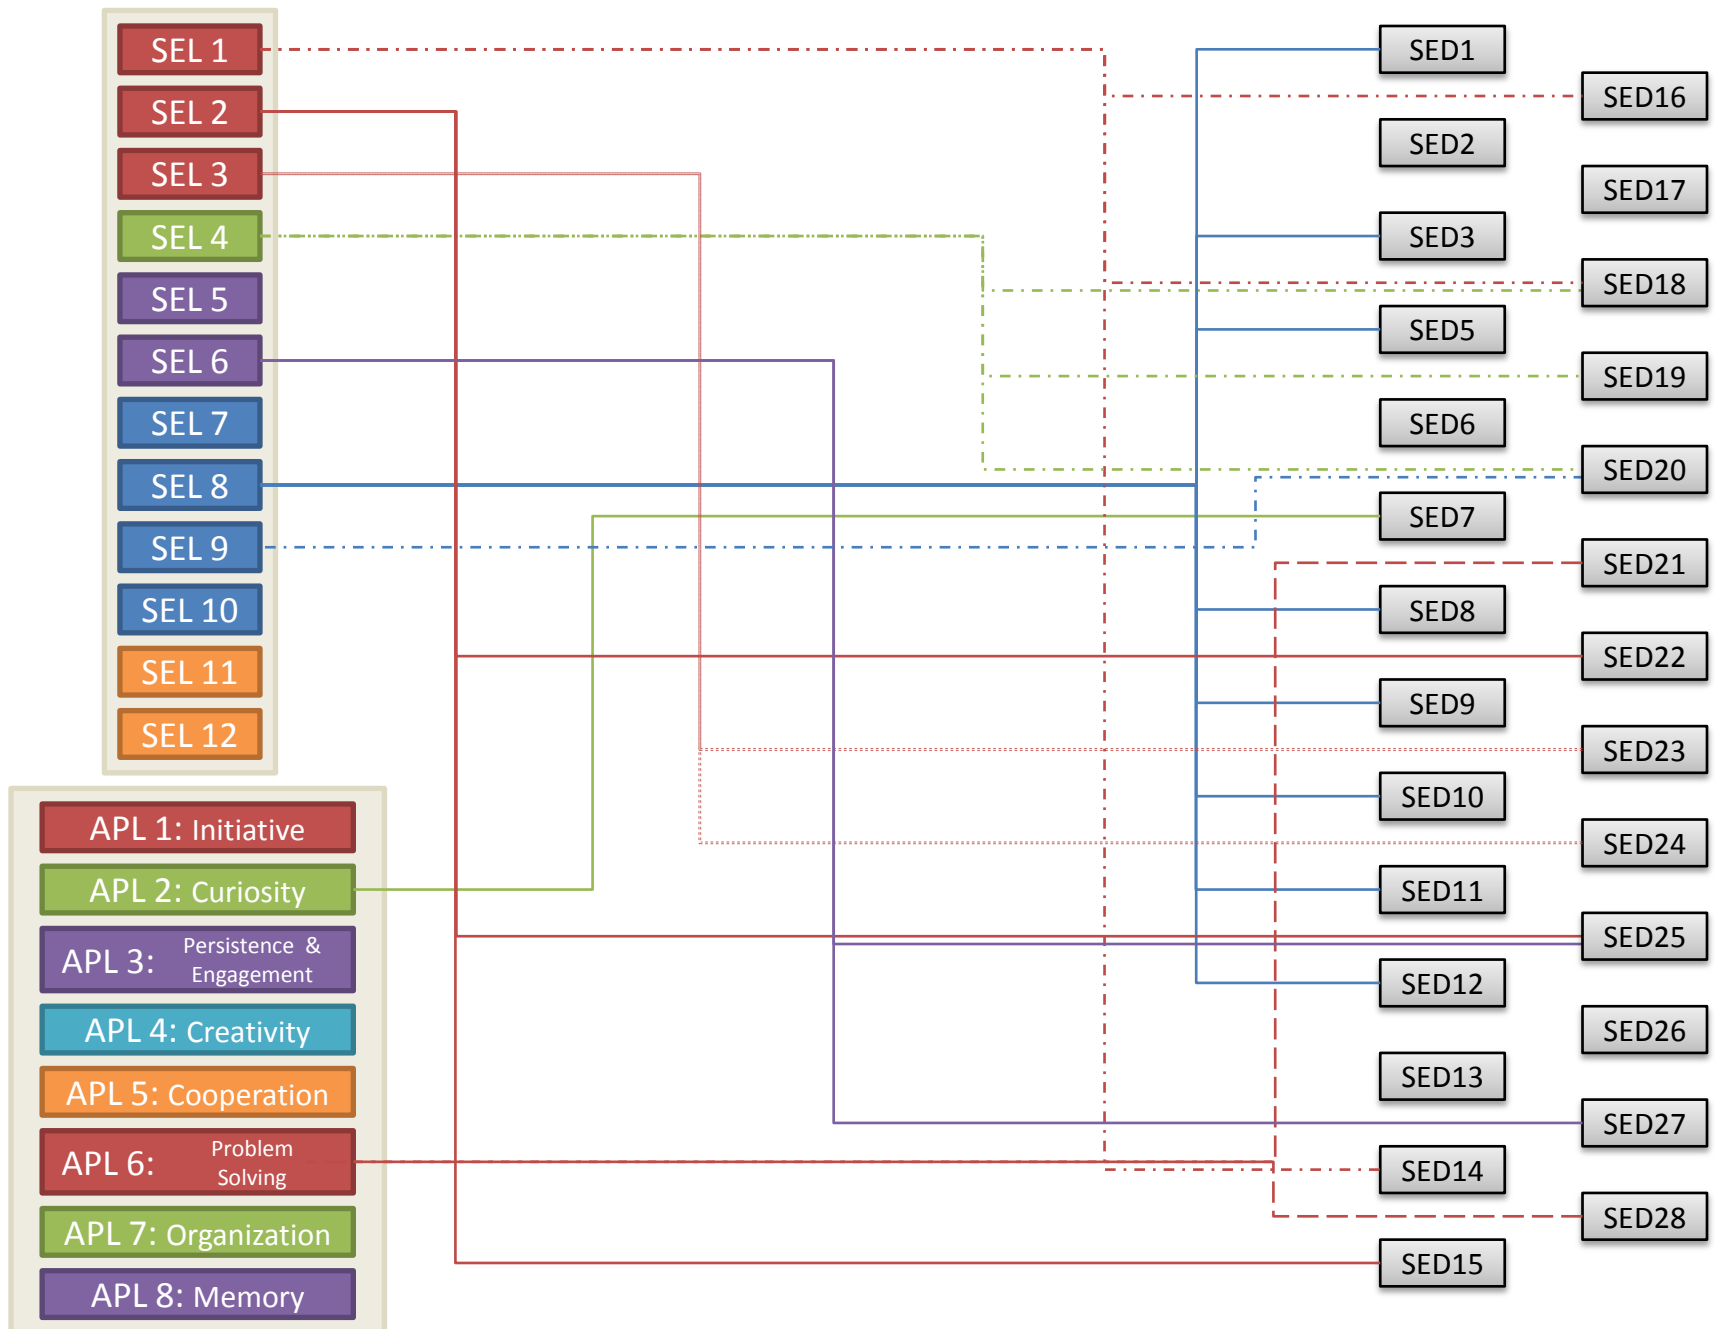 SEL 1
SEL 2
SEL 3
SEL 4
SEL 5
SEL 6
SEL 7
SEL 8
SEL 9
SEL 10
SEL 11
SEL 12
APL 1: Initiative
APL 2: Curiosity
APL 3: Persistence &
Engagement
APL 4: Creativity
APL 5: Cooperation
APL 6: Problem
Solving
APL 7: Organization
APL 8: Memory
SED1
SED2
SED3
SED5
SED6
SED7
SED8
SED9
SED10
SED11
SED12
SED13
SED14
SED15
SED16
SED17
SED18
SED19
SED20
SED21
SED22
SED23
SED24
SED25
SED26
SED27
SED28